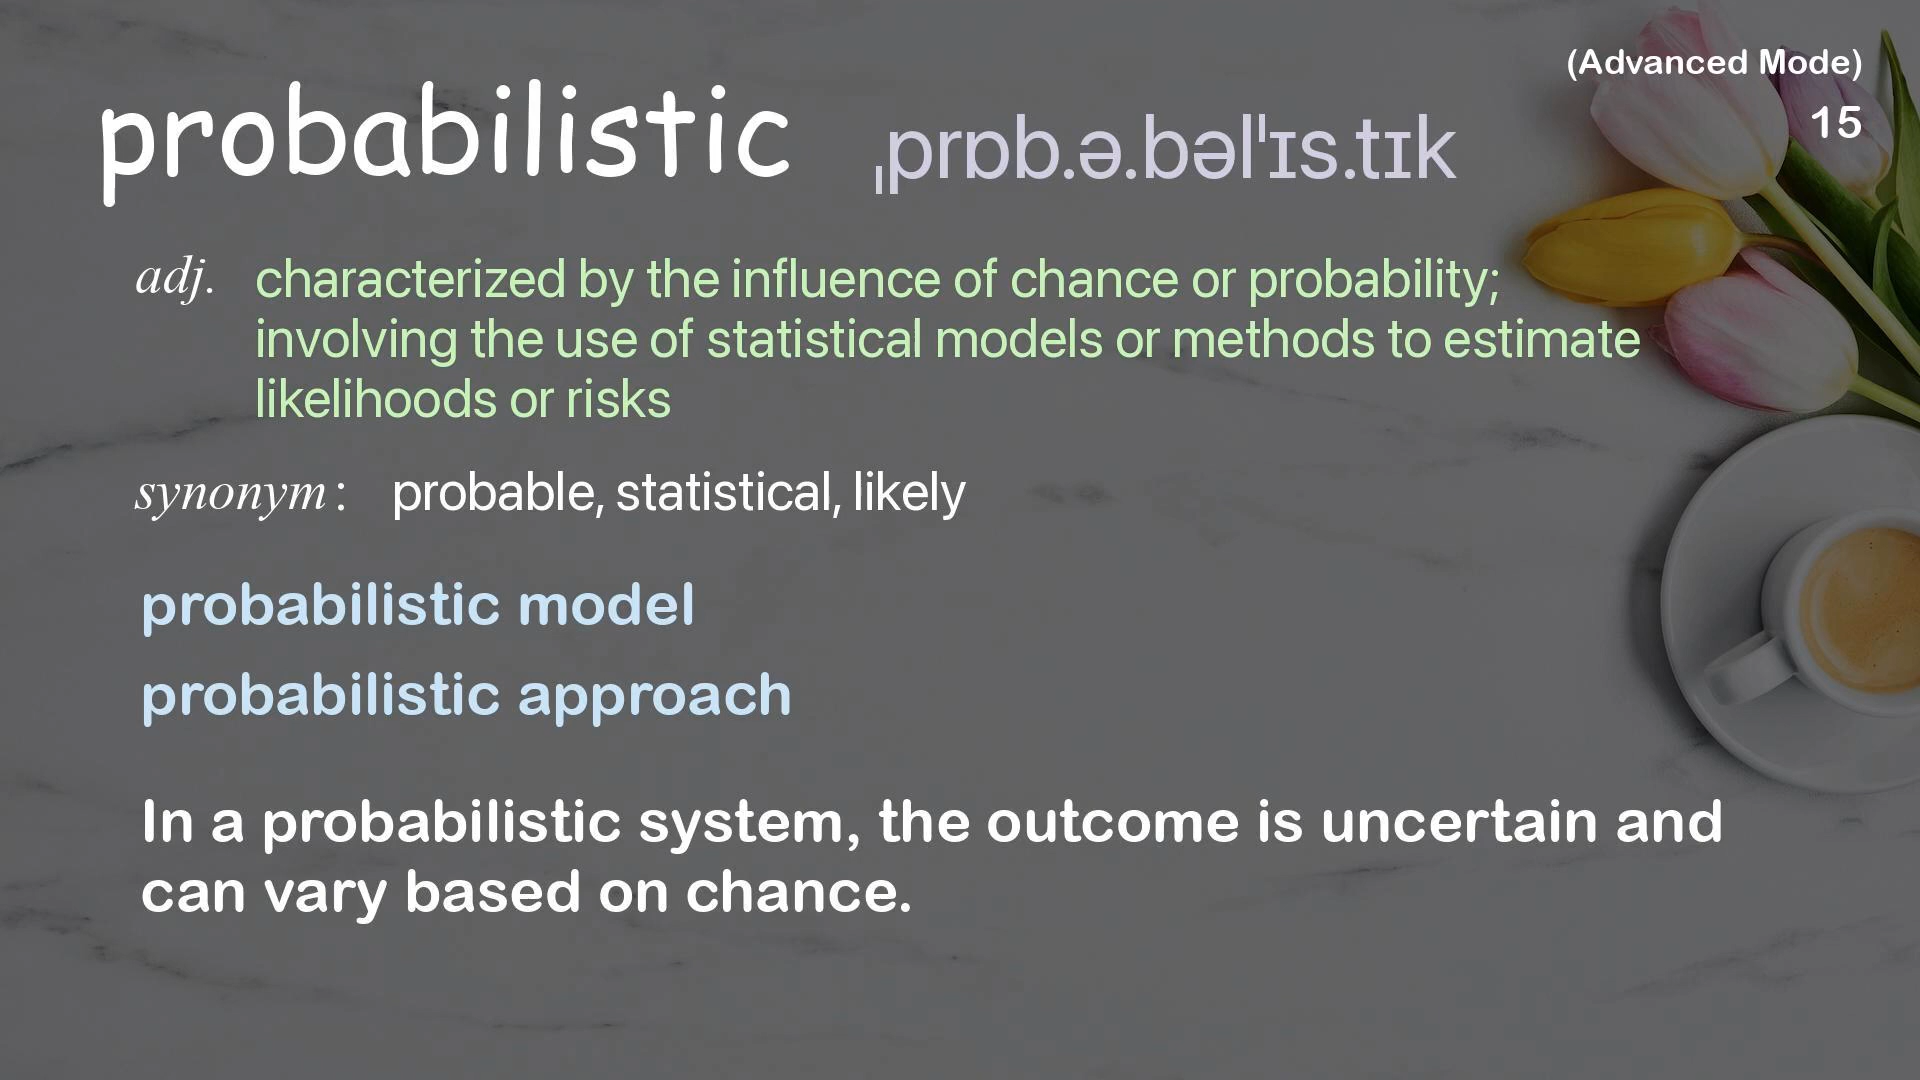 (Advanced Mode)
probabilistic ˌprɒb.ə.bəlˈɪs.tɪk 15
adj. characterized by the influence of chance or probability;
involving the use of statistical models or methods to estimate
likelihoods or risks
synonym: probable, statistical, likely
probabilistic model
probabilistic approach
In a probabilistic system, the outcome is uncertain and
can vary based on chance.